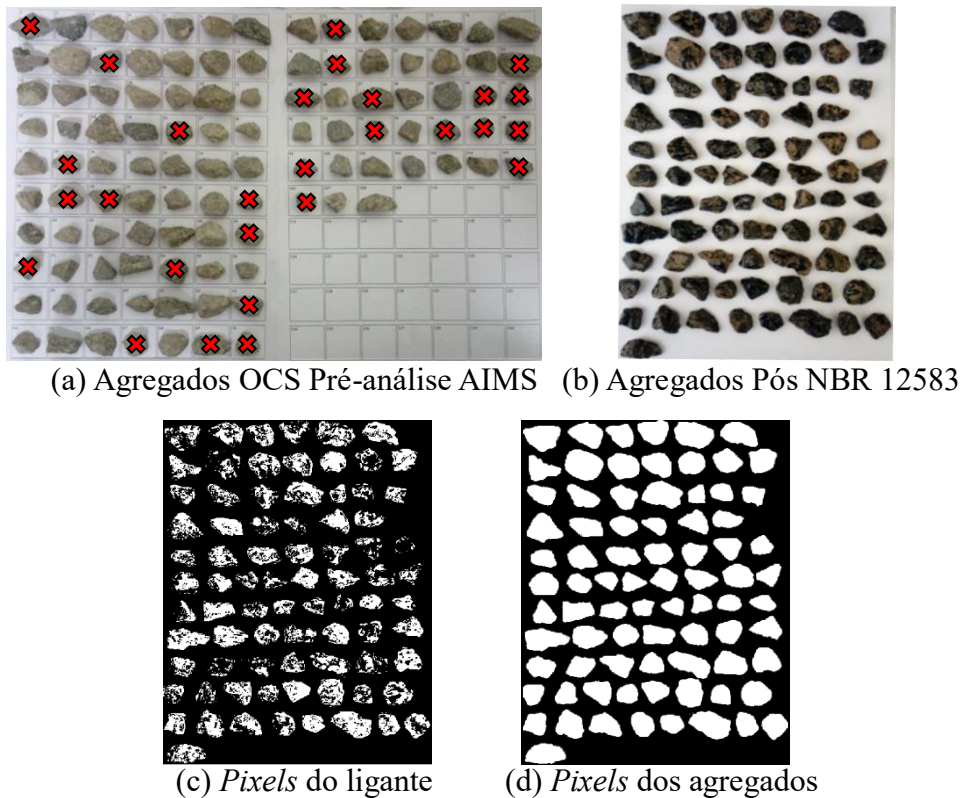 (a) Agregados OCS Pré-análise AIMS
(b) Agregados Pós NBR 12583
(c) Pixels do ligante
(d) Pixels dos agregados